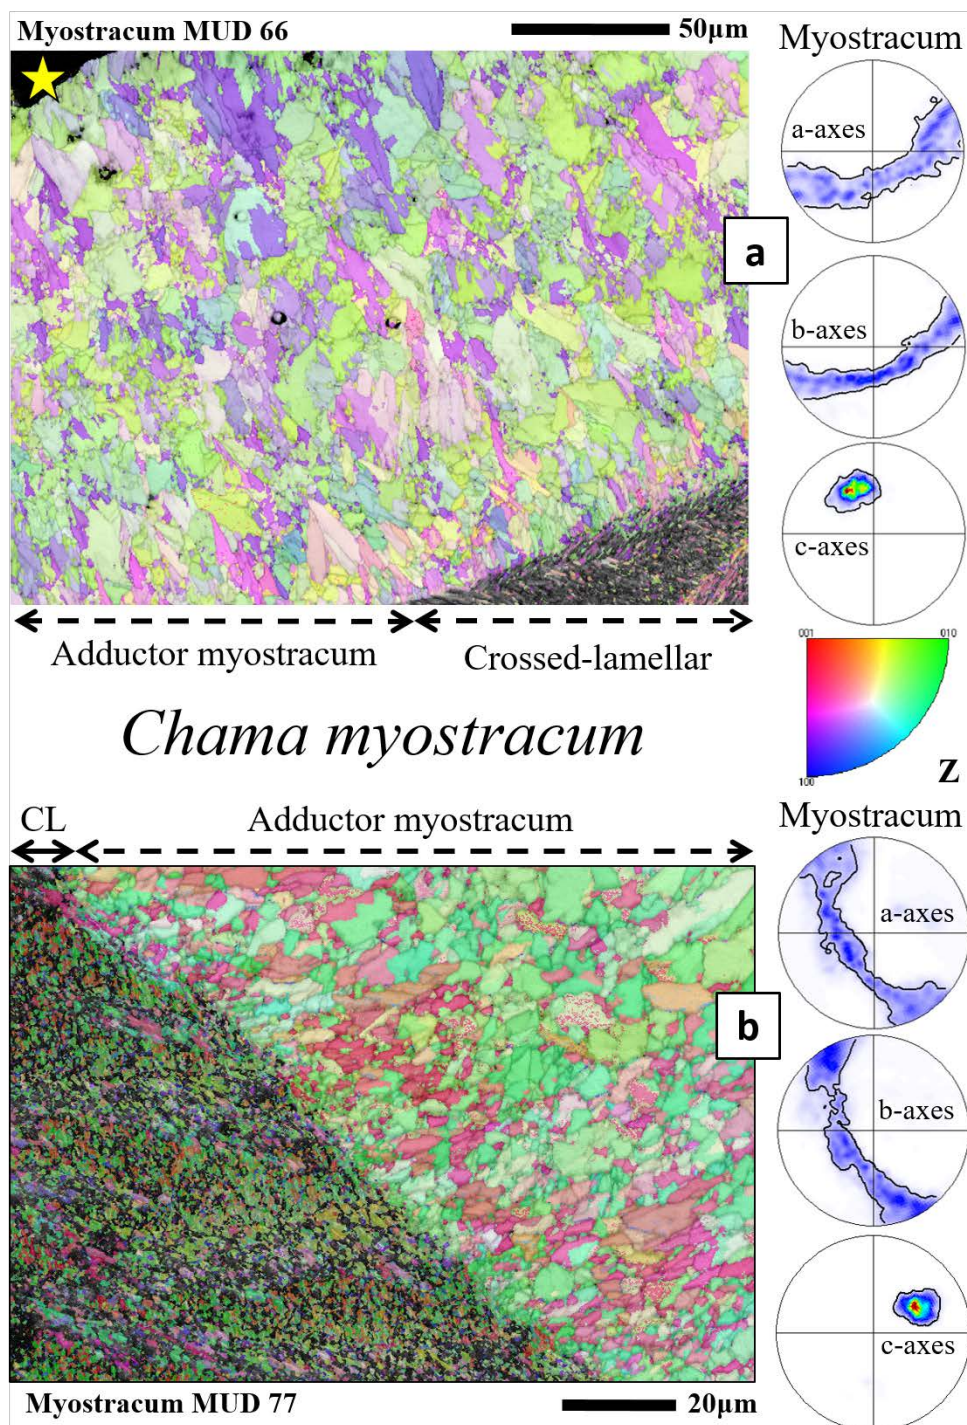 Myostracum MUD 66
50μm
Myostracum
a-axes
a
b-axes
c-axes
Adductor myostracum
Crossed-lamellar
001
010
100
Z
Chama myostracum
CL
Adductor myostracum
Myostracum
a-axes
b
b-axes
c-axes
Myostracum MUD 77
20μm